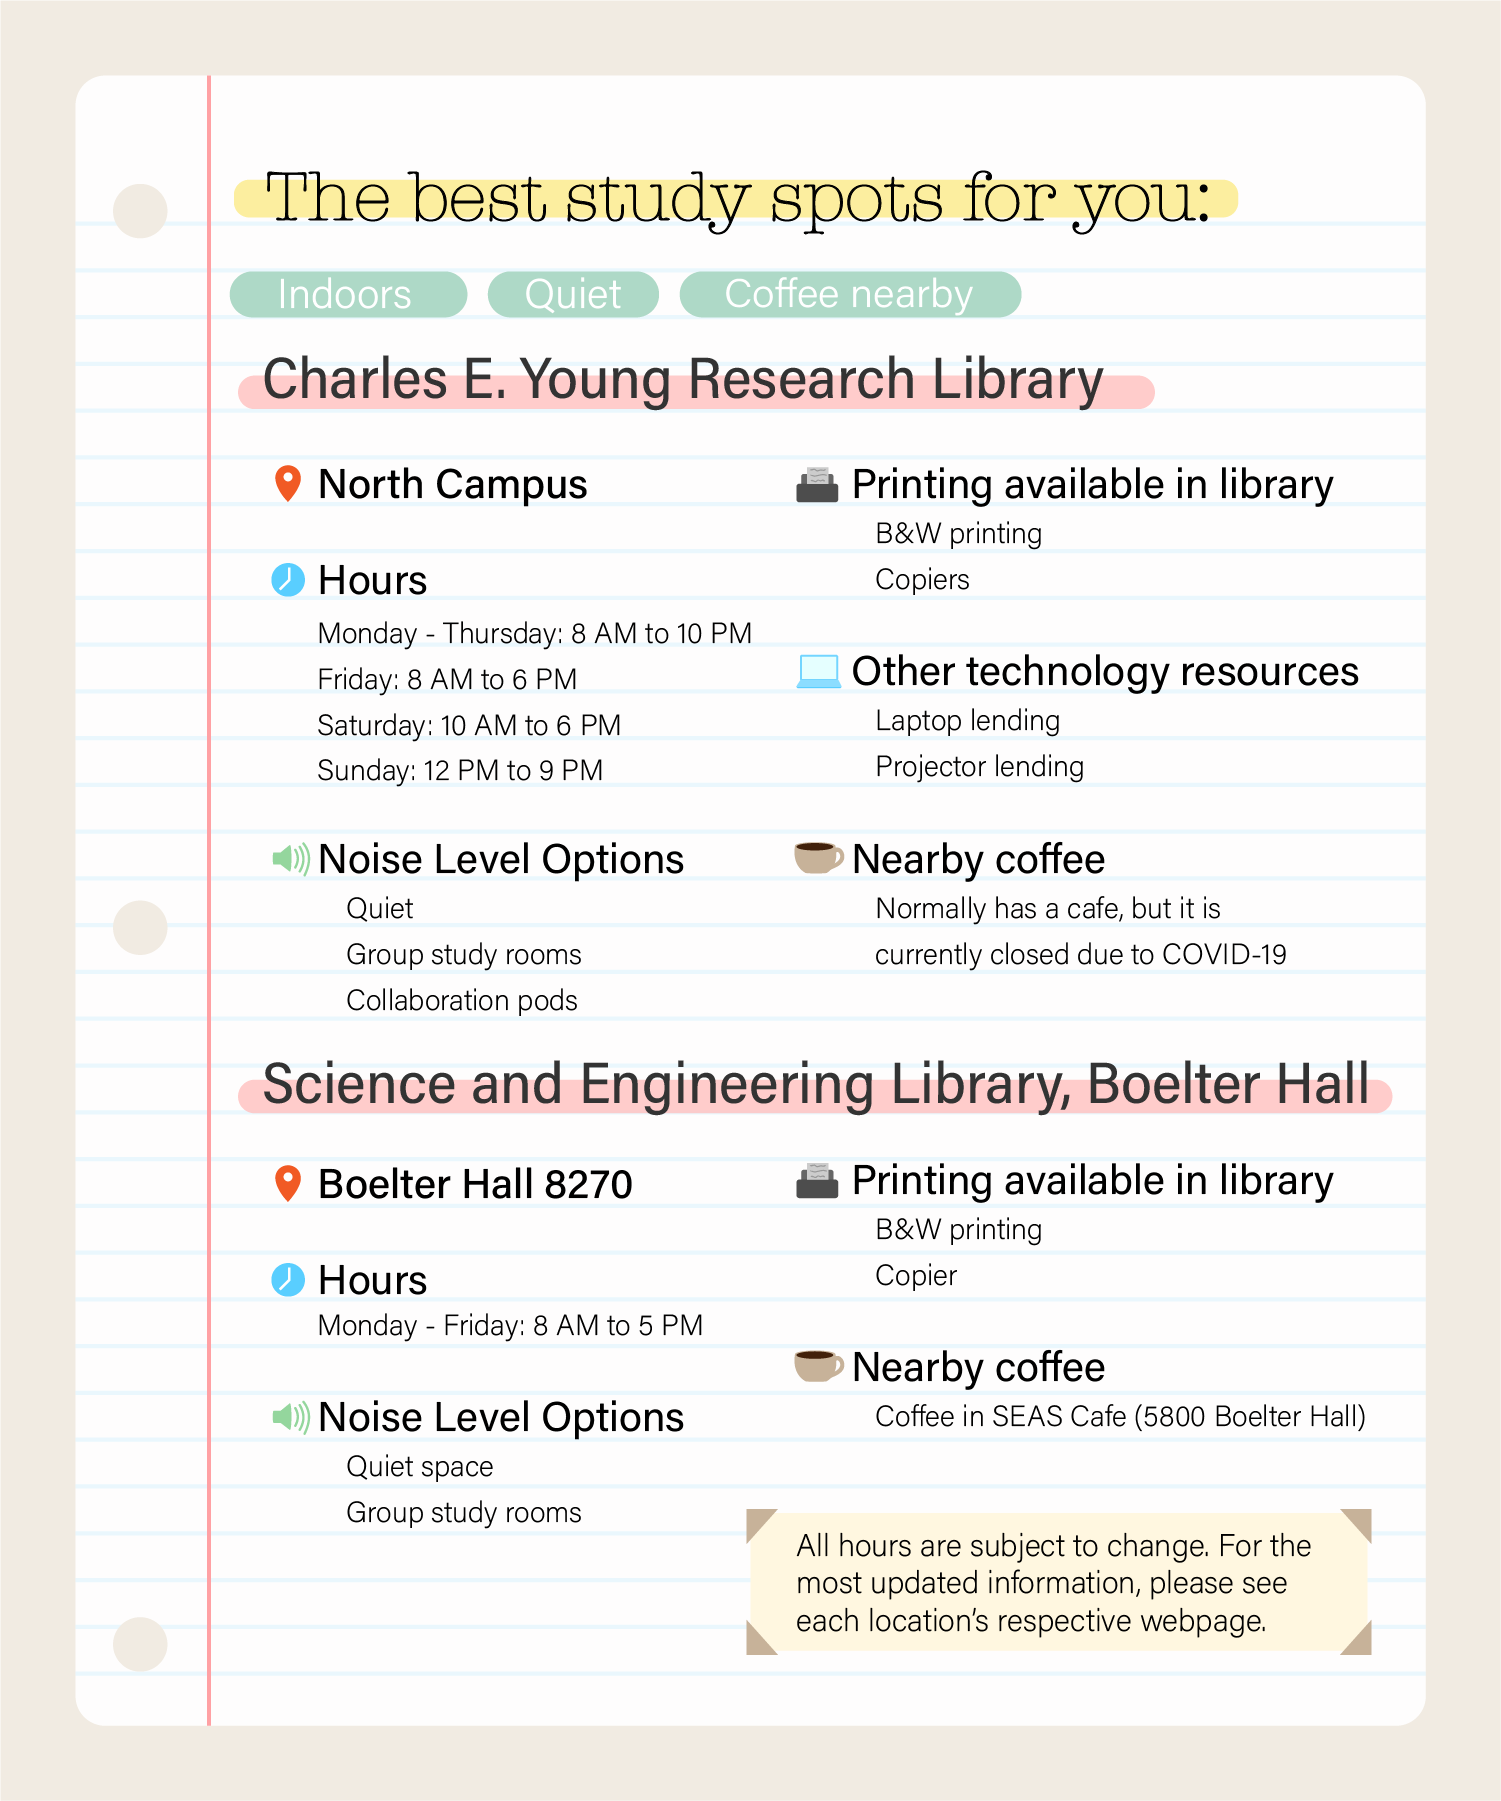 The best study spots for you:
Indoors
Quiet
Coffee nearby
Charles E. Young Research Library
North Campus
Hours
Monday - Thursday: 8 AM to 10 PM
Friday: 8 AM to 6 PM
Saturday: 10 AM to 6 PM
Sunday: 12 PM to 9 PM
Noise Level Options
Quiet
Group study rooms
Collaboration pods
Printing available in library
B&W printing
Copiers
Other technology resources
Laptop lending
Projector lending
Nearby coffee
Normally has a cafe, but it is
currently closed due to COVID-19
Science and Engineering Library, Boelter Hall
Boelter Hall 8270
Hours
Monday - Friday: 8 AM to 5 PM
Noise Level Options
Quiet space
Group study rooms
Printing available in library
B&W printing
Copier
Nearby coffee
Coffee in SEAS Cafe (5800 Boelter Hall)
All hours are subject to change. For the
most updated information, please see
each location's respective webpage.